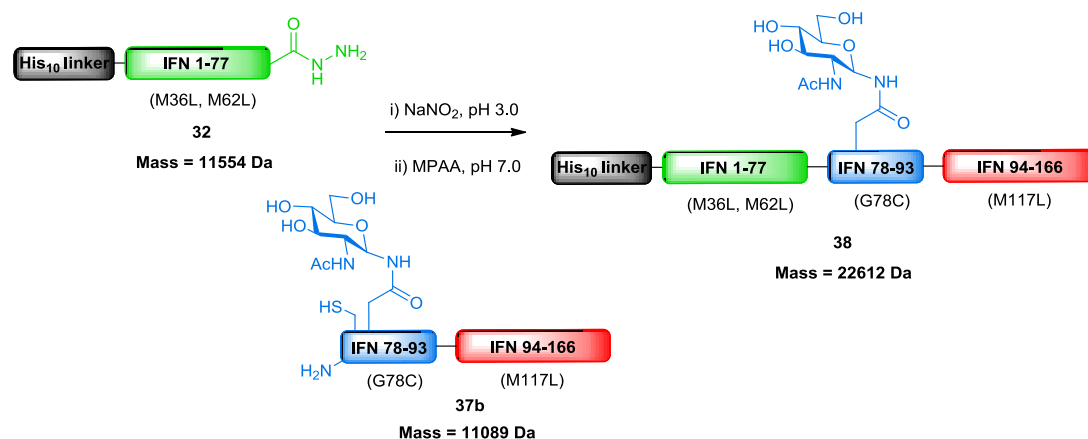 O
NH₂
N
H
His₁₀ linker
IFN 1-77
(M36L, M62L)
32
Mass = 11554 Da
i) NaNO₂, pH 3.0
ii) MPAA, pH 7.0
OH
HO
HO
O
AcHN
NH
O
His₁₀ linker
IFN 1-77
IFN 78-93
IFN 94-166
(M36L, M62L)
(G78C)
(M117L)
38
Mass = 22612 Da
OH
HO
HO
O
AcHN
NH
O
HS
IFN 78-93
IFN 94-166
H₂N
(G78C)
(M117L)
37b
Mass = 11089 Da